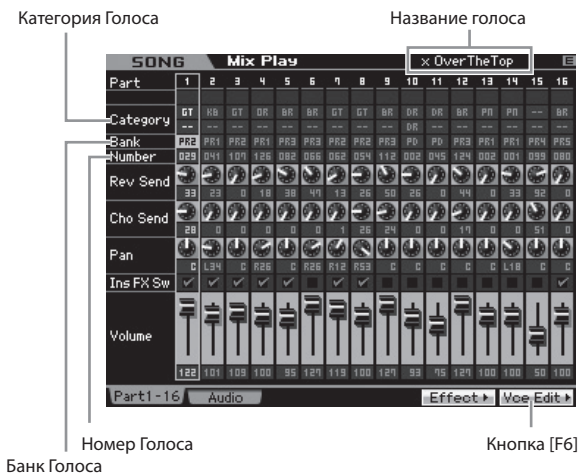 Категория Голоса
Название голоса
SONG Mix Play × OverTheTop E
Part 1 2 3 4 5 6 7 8 9 10 11 12 13 14 15 16
Category GT KB GT OR BR BR GT GT BR DR DR BR PN PN -- BR
-- -- -- -- -- -- -- -- -- DR -- -- -- -- -- --
Bank PR2 PR1 PR2 PR1 PR3 PR3 PR2 PR1 PR3 PD PD PR3 PR1 PR1 PR4 PR5
Number 029 041 107 126 082 066 062 054 112 002 045 124 002 001 099 080
Rev Send
33 23 0 18 38 47 13 26 50 26 0 44 0 33 92 0
Cho Send
28 0 0 0 0 0 1 26 24 0 0 17 0 0 51 0
Pan
C L34 C R26 C R26 R12 R53 C C C C C L18 C C
Ins FX Sw
Volume
122 101 109 100 95 127 119 100 127 93 75 127 100 100 50 100
Part1-16 Audio Effect Vce Edit
Номер Голоса
Кнопка [F6]
Банк Голоса